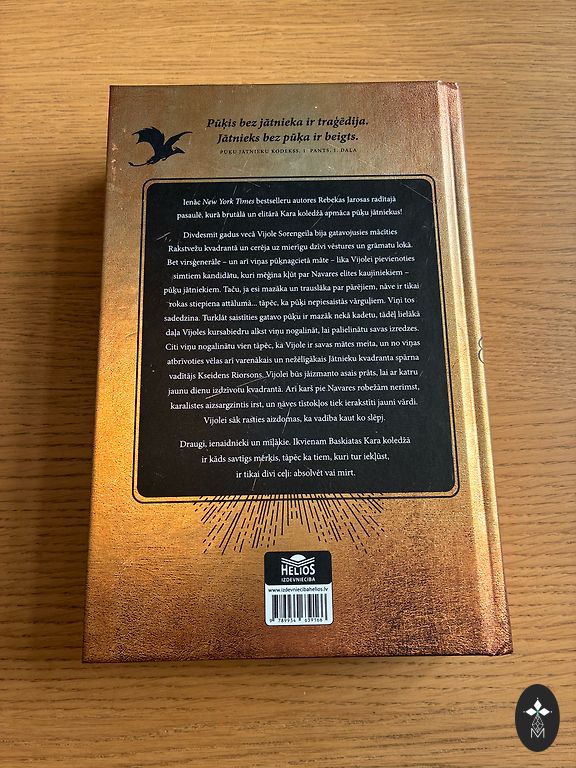 Pūķis bez jātnieka ir traģēdija.
Jātnieks bez pūķa ir beigts.
PŪĶU JĀTNIEKU KODEKSS, 1. PANTS, 1. DAĻA
Ienāc New York Times bestselleru autores Rebekas Jarosas radītajā
pasaulē, kurā brutālā un elitārā Kara koledžā apmāca pūķu jātniekus!
Divdesmit gadus vecā Vijole Sorengeila bija gatavojusies mācīties
Rakstvežu kvadrantā un cerēja uz mierīgu dzīvi vēstures un grāmatu lokā.
Bet virsģenerāle – un arī viņas pūķnagcietā māte – lika Vijolei pievienoties
simtiem kandidātu, kuri mēģina kļūt par Navares elites kaujiniekiem –
pūķu jātniekiem. Taču, ja esi mazāka un trauslāka par pārējiem, nāve ir tikai
rokas stiepiena attālumā... tāpēc, ka pūķi nepiesaistās vārguļiem. Viņi tos
sadedzina. Turklāt saistīties gatavo pūķu ir mazāk nekā kadetu, tādēļ lielākā
daļa Vijoles kursabiedru alkst viņu nogalināt, lai palielinātu savas izredzes.
Citi viņu nogalinātu vien tāpēc, ka Vijole ir savas mātes meita, un no viņas
atbrīvoties vēlas arī varenākais un nežēlīgākais Jātnieku kvadranta spārna
vadītājs Kseidens Riorsons. Vijolei būs jāizmanto asais prāts, lai ar katru
jaunu dienu izdzīvotu kvadrantā. Arī karš pie Navares robežām nerimst,
karalistes aizsargzintis irst, un nāves tīstokļos tiek ierakstīti jauni vārdi.
Vijolei sāk rasties aizdomas, ka vadība kaut ko slēpj.
Draugi, ienaidnieki un mīļākie. Ikvienam Baskiatas Kara koledžā
ir kāds savtīgs mērķis, tāpēc ka tiem, kuri tur iekļūst,
ir tikai divi ceļi: absolvēt vai mirt.
HELIOS
IZDEVNIECĪBA
www.izdevniecibahelios.lv
9 789934 639166